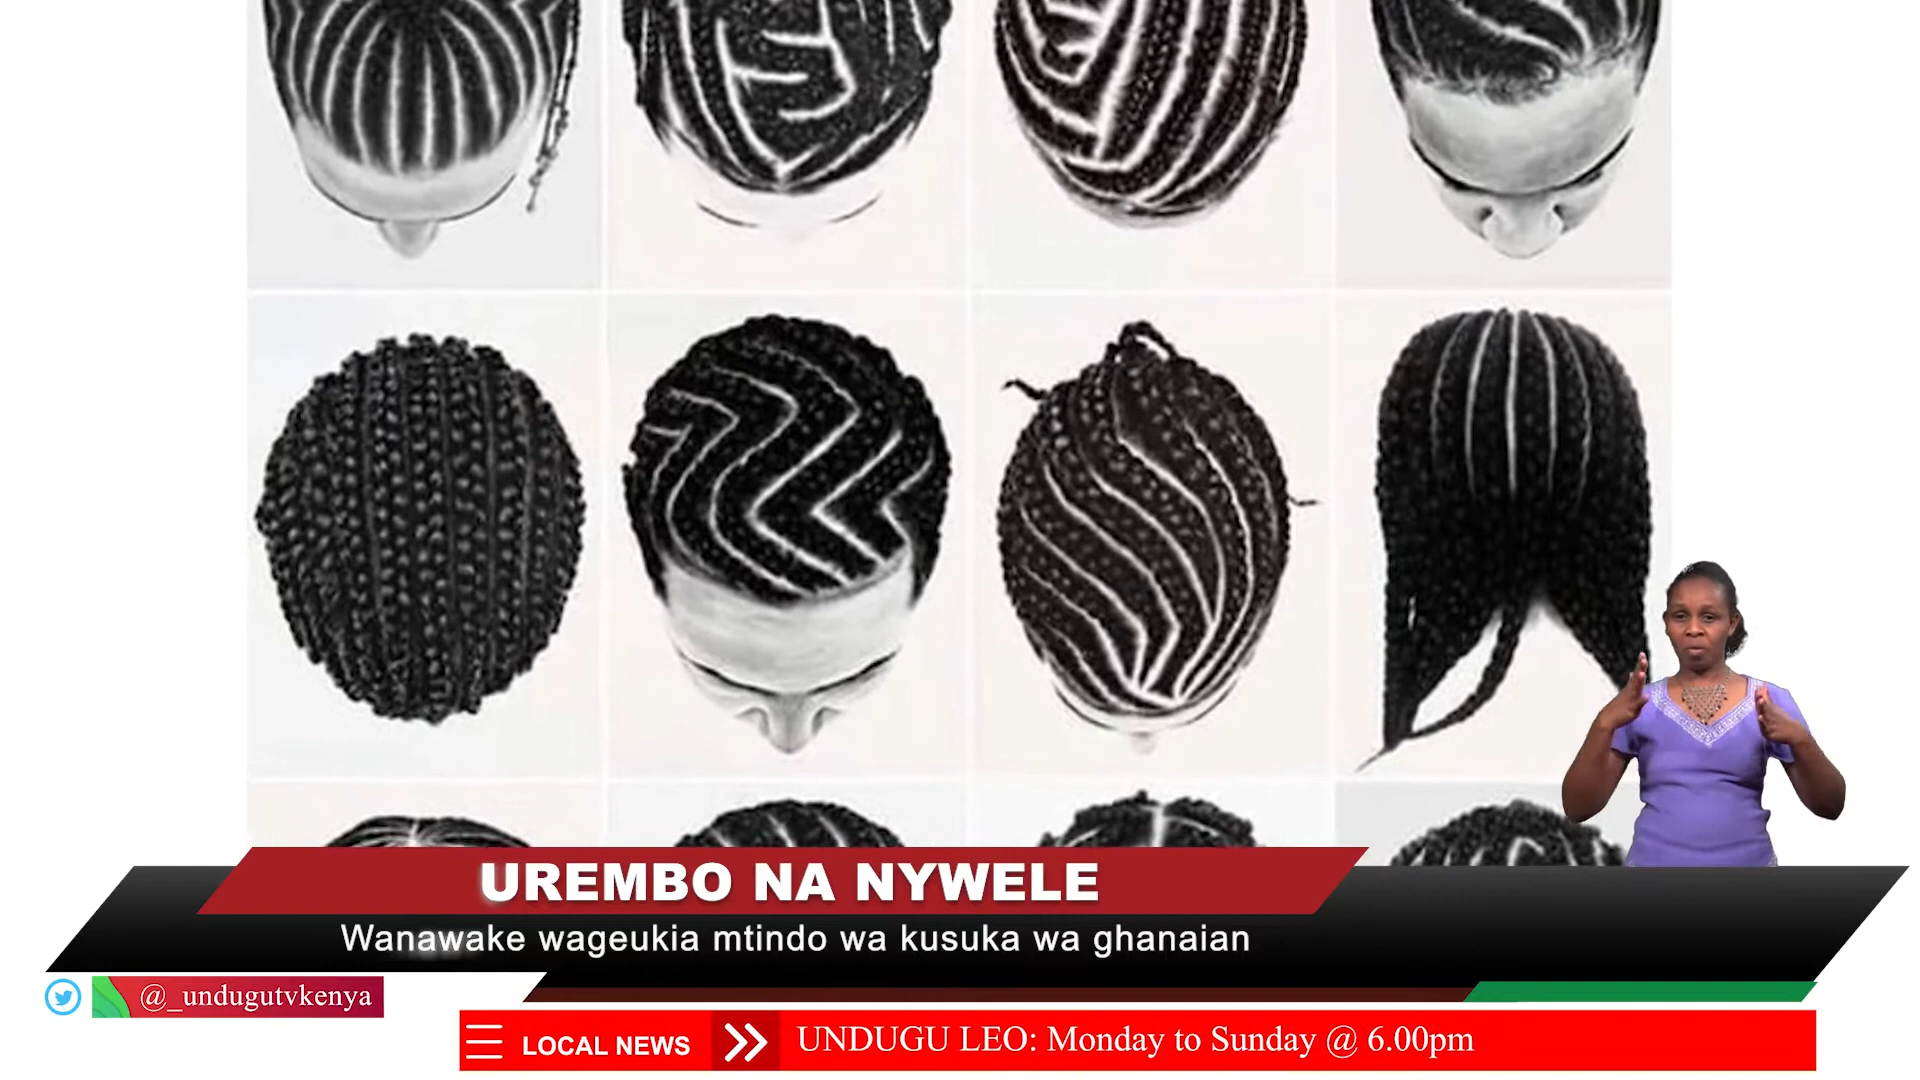 UREMBO NA NYWELE
Wanawake wageukia mtindo wa kusuka wa ghanaian
@_undugutvkenya
LOCAL NEWS
UNDUGU LEO: Monday to Sunday @ 6.00pm